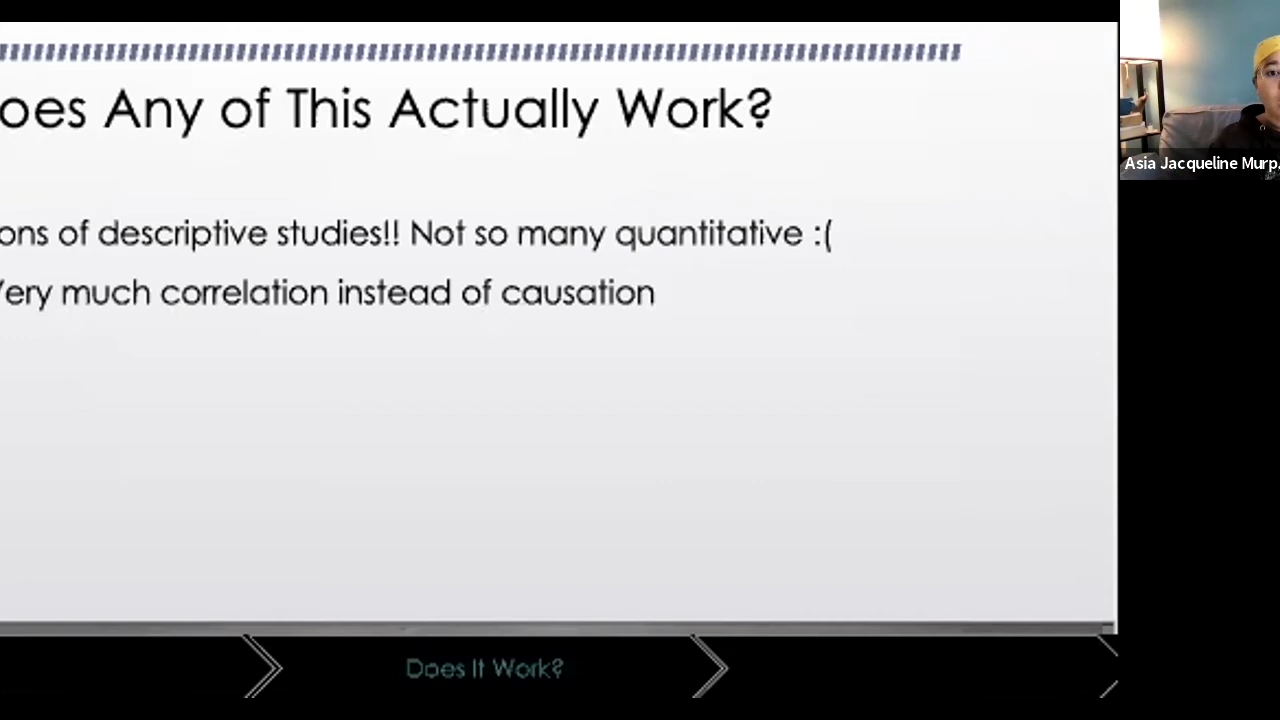 oes Any of This Actually Work?
ons of descriptive studies!! Not so many quantitative :(
Very much correlation instead of causation
Does It Work?
Asia Jacqueline Murp.